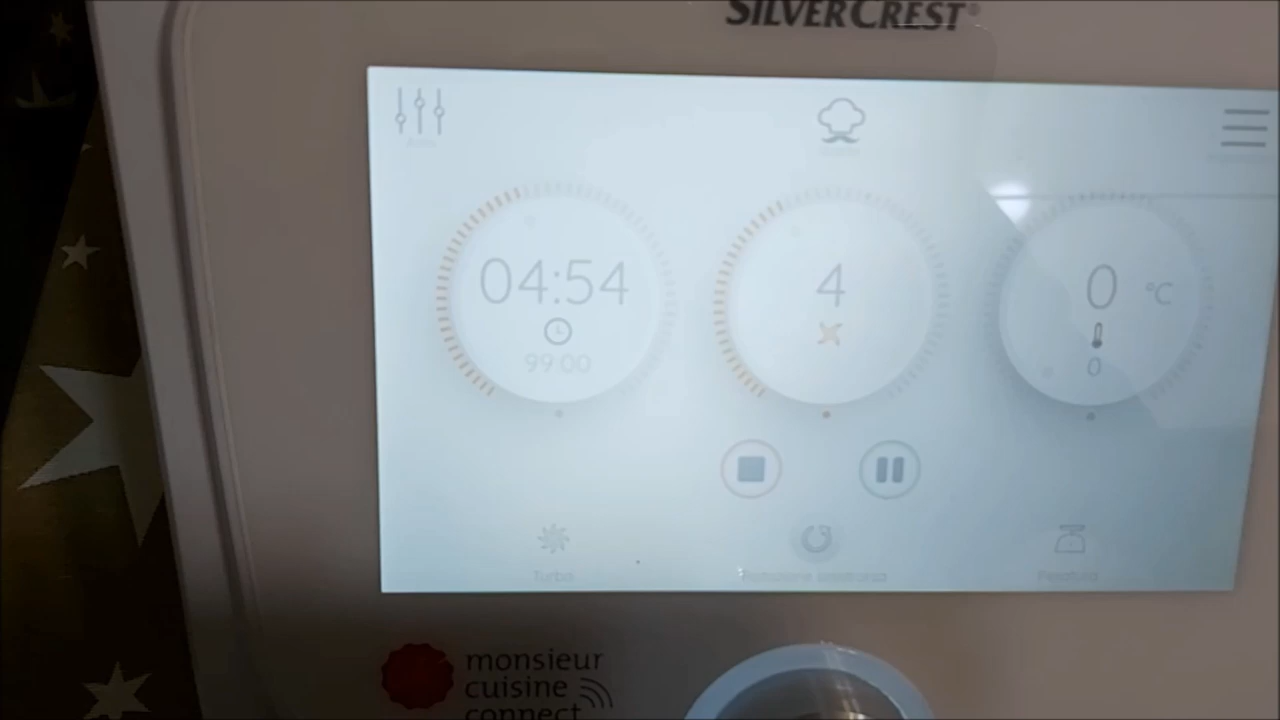 SILVERCREST®
04:54
99 00
4
0 °C
0
Turbo
monsieur
cuisine
connect